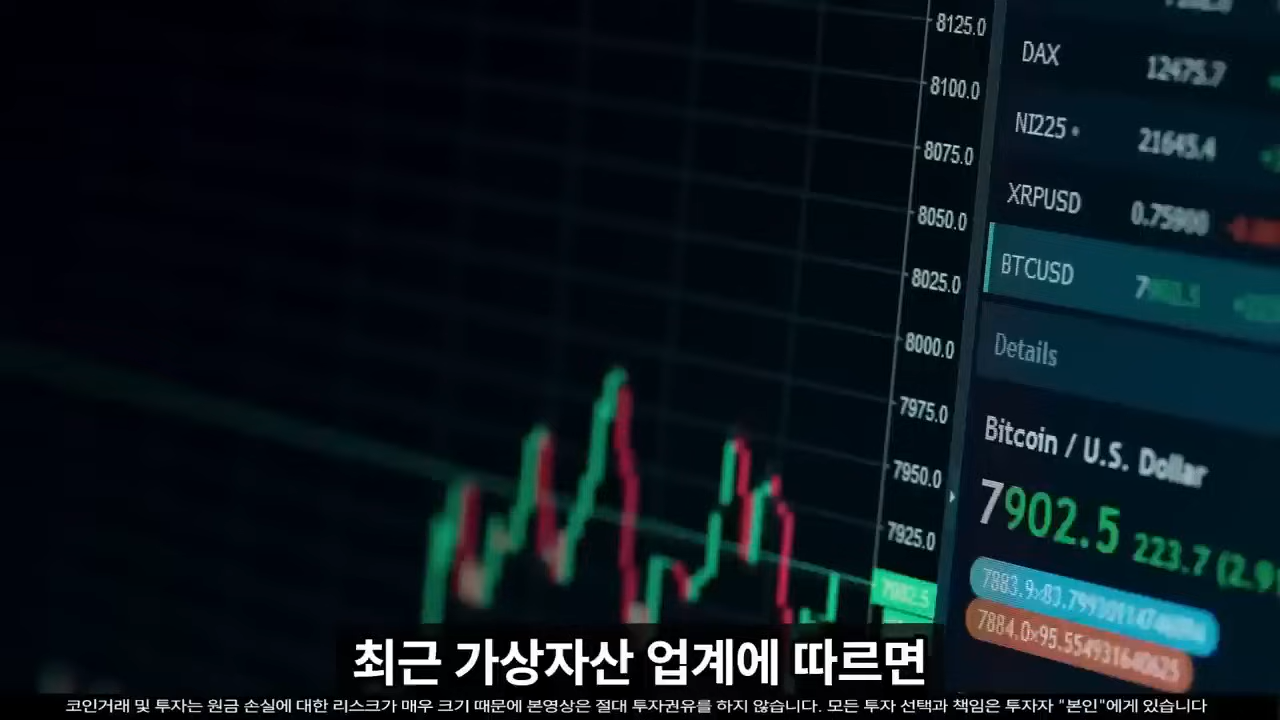 8125.0
8100.0
8075.0
8050.0
8025.0
8000.0
7975.0
7950.0
7925.0
DAX 12475.7
NI225 21645.4
XRPUSD 0.75900
BTCUSD
Details
Bitcoin / U.S. Dollar
7902.5 223.7
최근 가상자산 업계에 따르면
코인거래 및 투자는 원금 손실에 대한 리스크가 매우 크기 때문에 본영상은 절대 투자권유를 하지 않습니다. 모든 투자 선택과 책임은 투자자 "본인"에게 있습니다